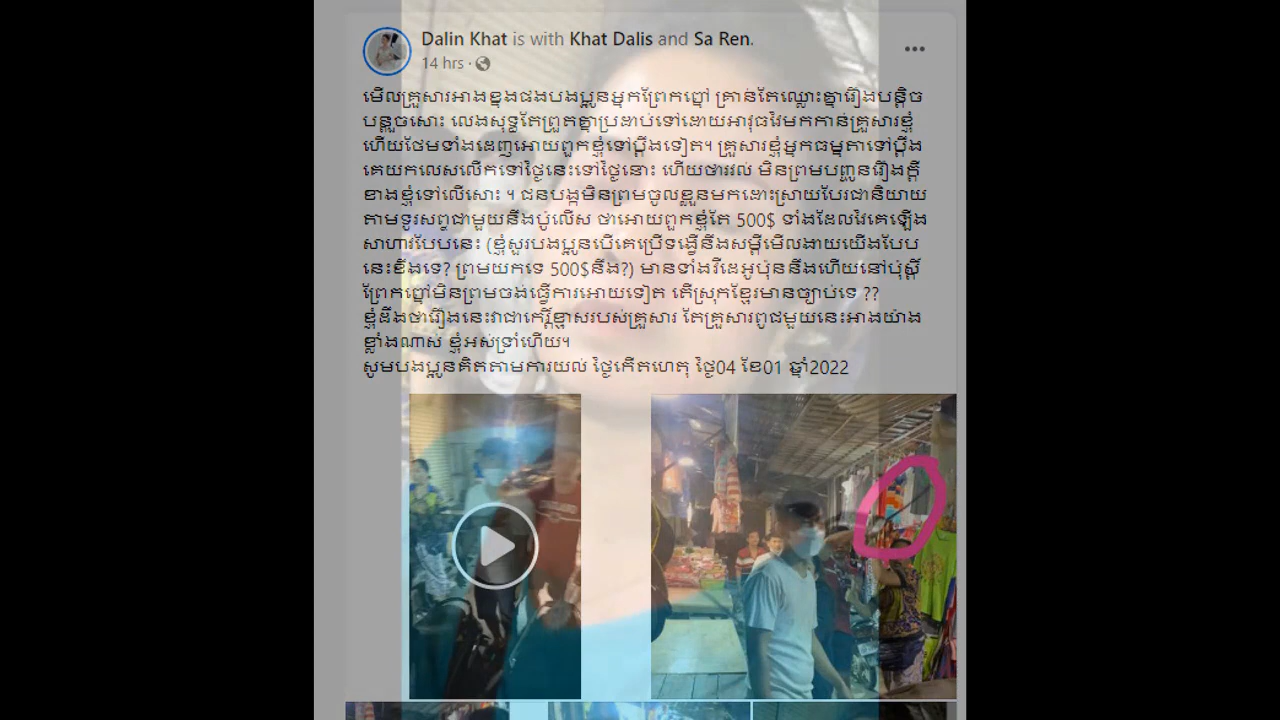 Dalin Khat is with Khat Dalis and Sa Ren.
14 hrs ·
មើលគ្រួសារអាងខ្នងផងបងប្អូនអ្នកព្រែកព្នៅ គ្រាន់តែឈ្លោះគ្នារឿងបន្តិច
បន្តួចសោះ លេងសុទ្ធតែព្រួតគ្នាប្រដាប់ទៅដោយអាវុធវៃមកកាន់គ្រួសារខ្ញុំ
ហើយថែមទាំងដេញអោយពួកខ្ញុំទៅប្ដឹងទៀត។ គ្រួសារខ្ញុំអ្នកធម្មតាទៅប្ដឹង
គេយកលេសលើកទៅថ្ងៃនេះទៅថ្ងៃនោះ ហើយថារវល់ មិនព្រមបញ្ជូនរឿងក្ដី
ខាងខ្ញុំទៅលើសោះ ។ ជនបង្កមិនព្រមចូលខ្លួនមកដោះស្រាយបែរជានិយាយ
តាមទូរសព្ទជាមួយនឹងប៉ូលើស ថាអោយពួកខ្ញុំតែ 500$ ទាំងដែលវៃគេឡើង
សាហាវបែបនេះ (ខ្ញុំសួរបងប្អូនបើគេប្រើទង្វើនឹងសម្ដីមើលងាយយើងបែប
នេះខឹងទេ? ព្រមយកទេ 500$នឹង?) មានទាំងវីដេអូប៉ុននឹងហើយនៅប៉ុស្តិ៍
ព្រែកព្នៅមិនព្រមចង់ធ្វើការអោយទៀត តើស្រុកខ្មែរមានច្បាប់ទេ ??
ខ្ញុំដឹងថារឿងនេះវាជាកេរ្តិ៍ខ្មាសរបស់គ្រួសារ តែគ្រួសារពូជមួយនេះអាងយ៉ាង
ខ្លាំងណាស់ ខ្ញុំអស់ទ្រាំហើយ។
សូមបងប្អូនគិតតាមការយល់ ថ្ងៃកើតហេតុ ថ្ងៃ04 ខែ01 ឆ្នាំ2022